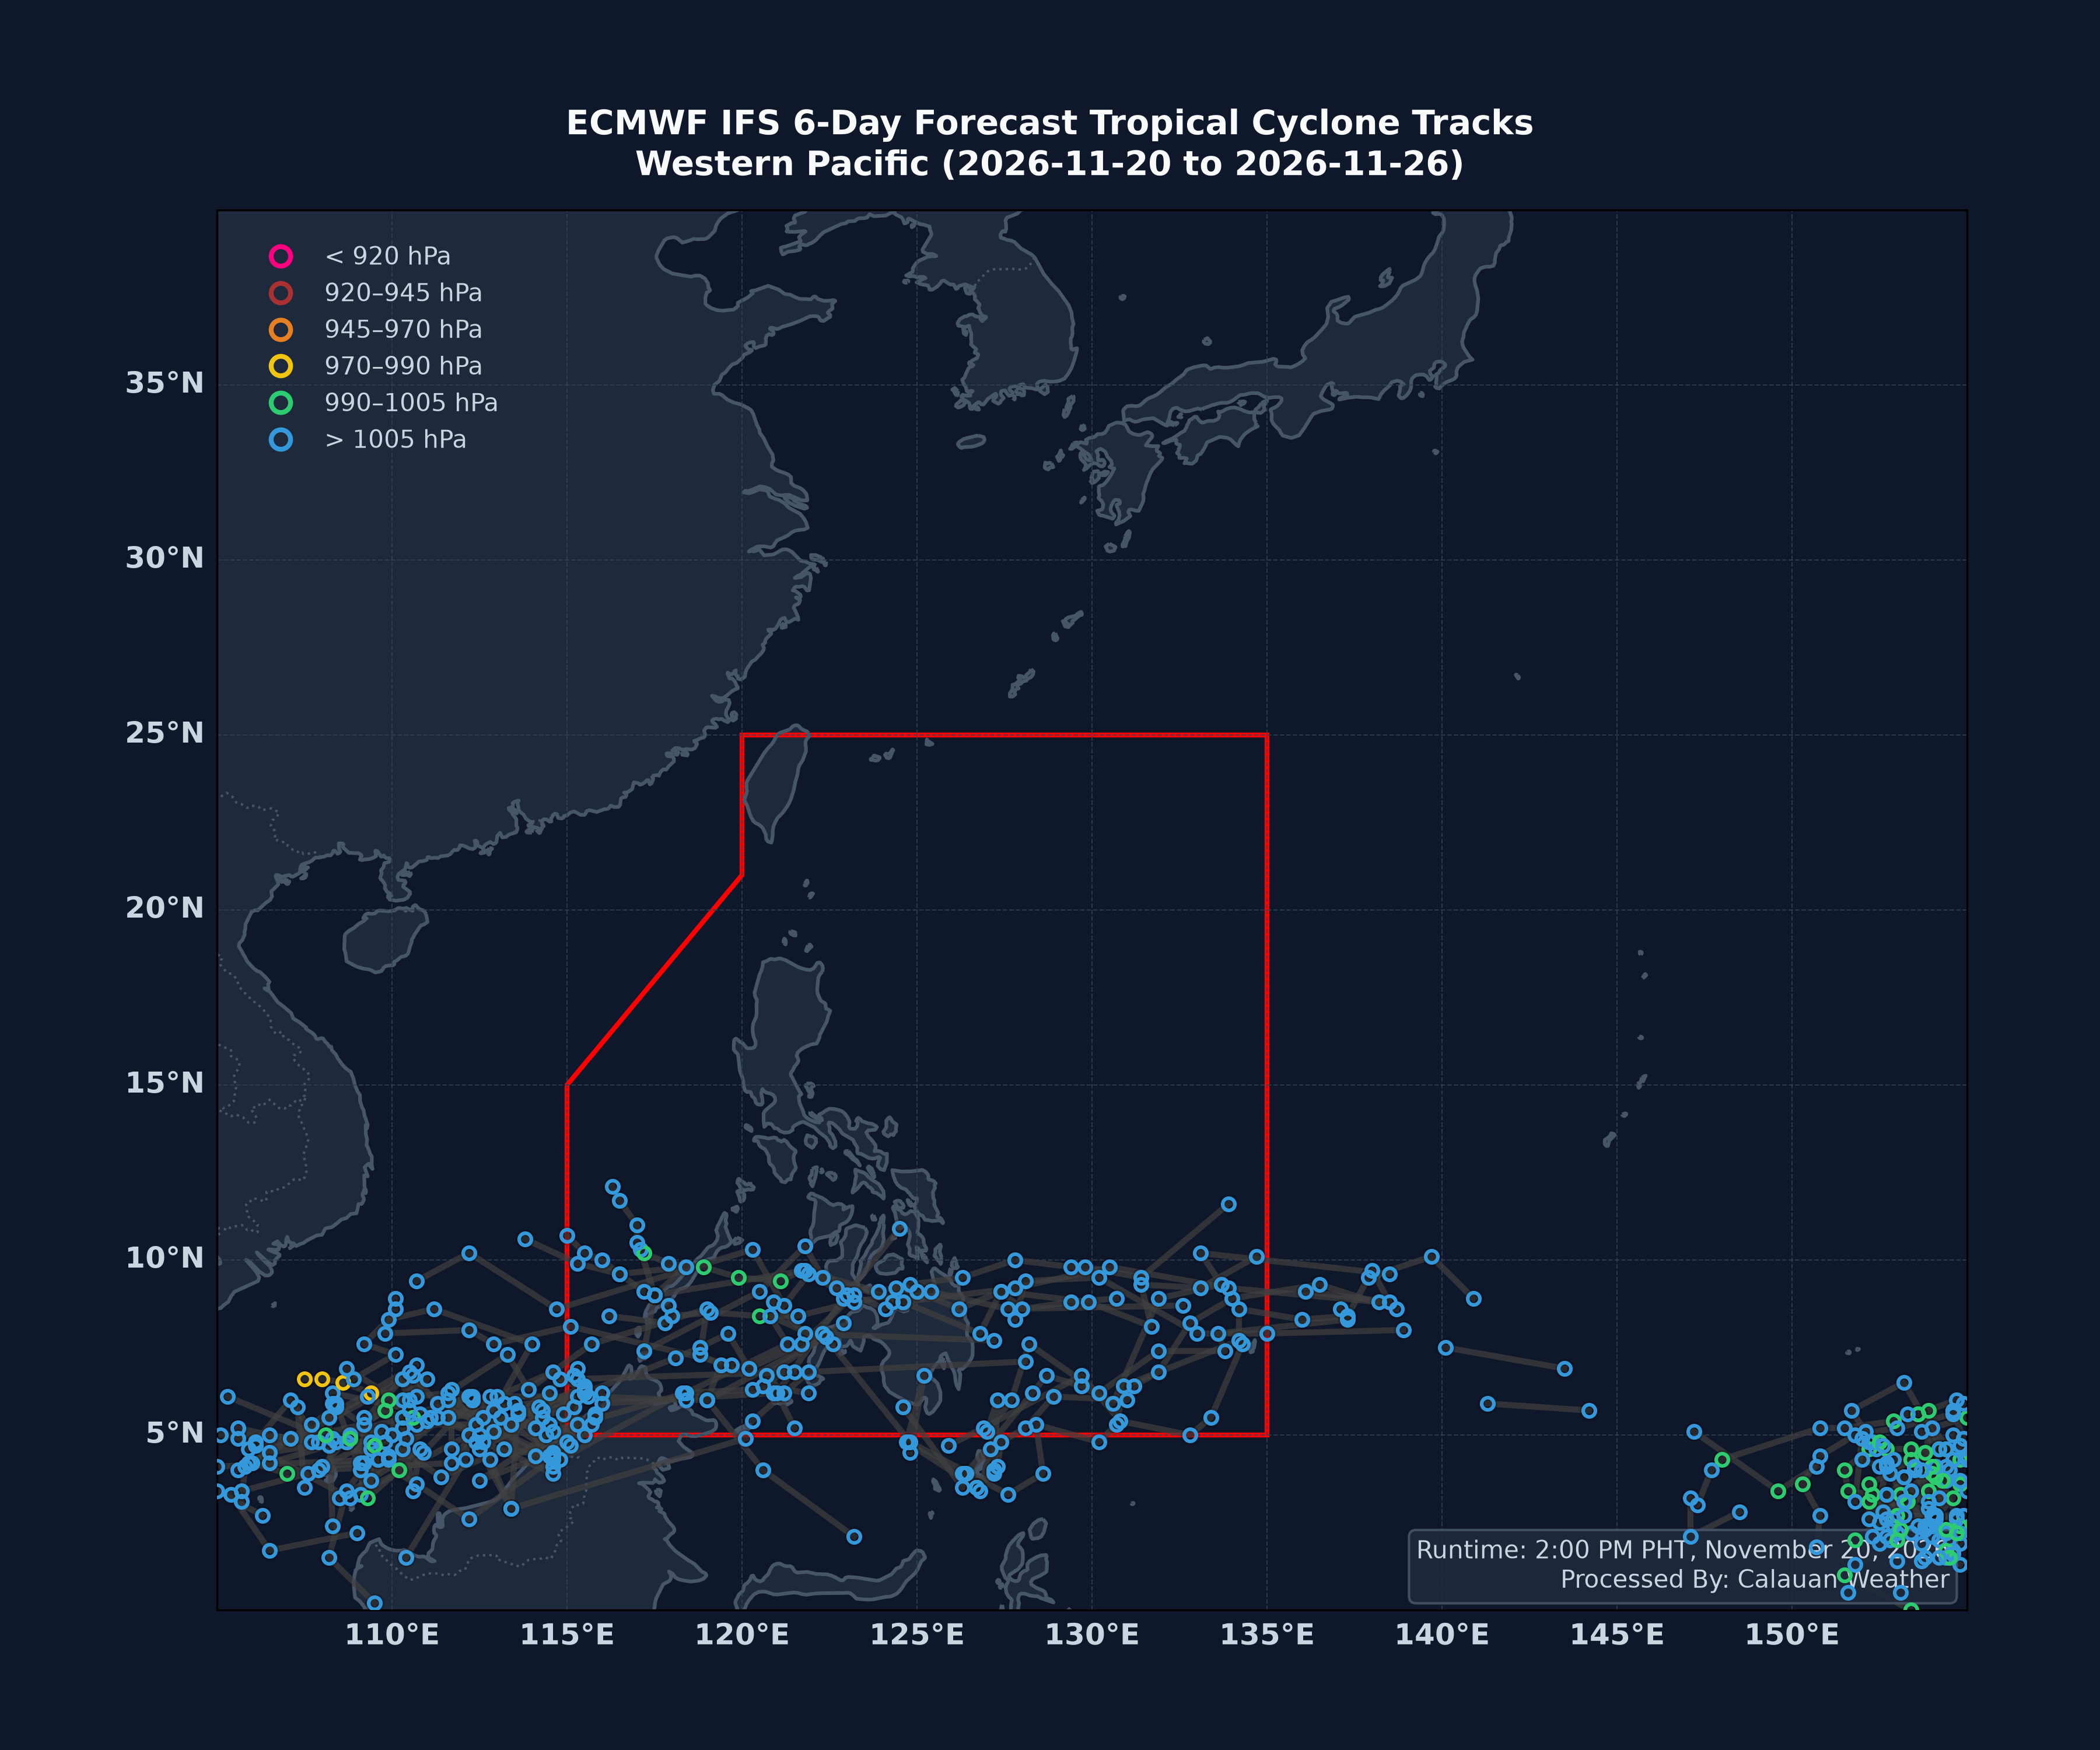 ECMWF IFS 6-Day Forecast Tropical Cyclone Tracks
Western Pacific (2026-11-20 to 2026-11-26)
< 920 hPa
920–945 hPa
945–970 hPa
970–990 hPa
990–1005 hPa
> 1005 hPa
35°N
30°N
25°N
20°N
15°N
10°N
5°N
Runtime: 2:00 PM PHT, November 20, 2026
Processed By: Calauan Weather
110°E
115°E
120°E
125°E
130°E
135°E
140°E
145°E
150°E